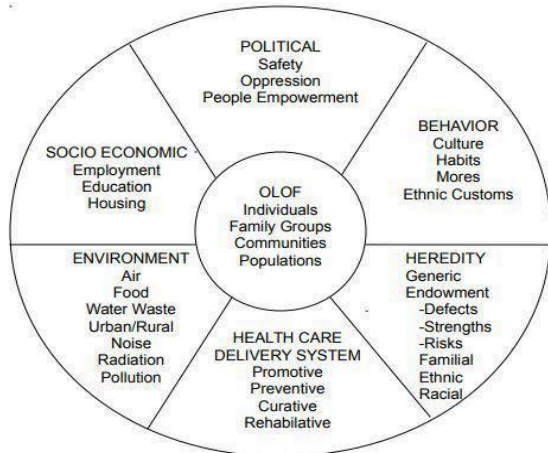 POLITICAL
Safety
Oppression
People Empowerment
BEHAVIOR
Culture
Habits
Mores
Ethnic Customs
SOCIO ECONOMIC
Employment
Education
Housing
OLOF
Individuals
Family Groups
Communities
Populations
ENVIRONMENT
Air
Food
Water Waste
Urban/Rural
Noise
Radiation
Pollution
HEREDITY
Generic
Endowment
-Defects
-Strengths
-Risks
Familial
Ethnic
Racial
HEALTH CARE
DELIVERY SYSTEM
Promotive
Preventive
Curative
Rehabilative